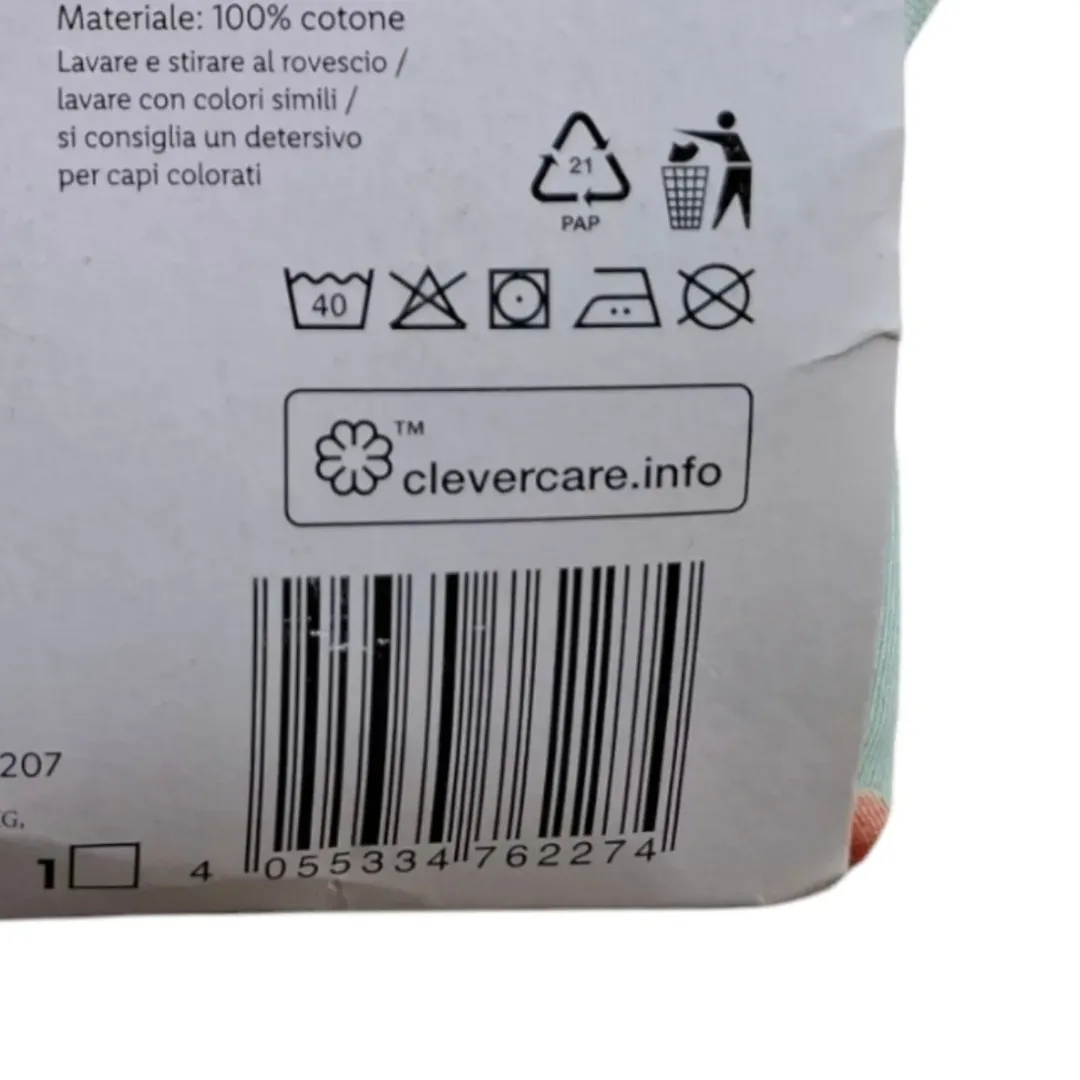 Materiale: 100% cotone
Lavare e stirare al rovescio /
lavare con colori simili /
si consiglia un detersivo
per capi colorati
21
PAP
40
™
clevercare.info
207
G,
1
4 055334 762274